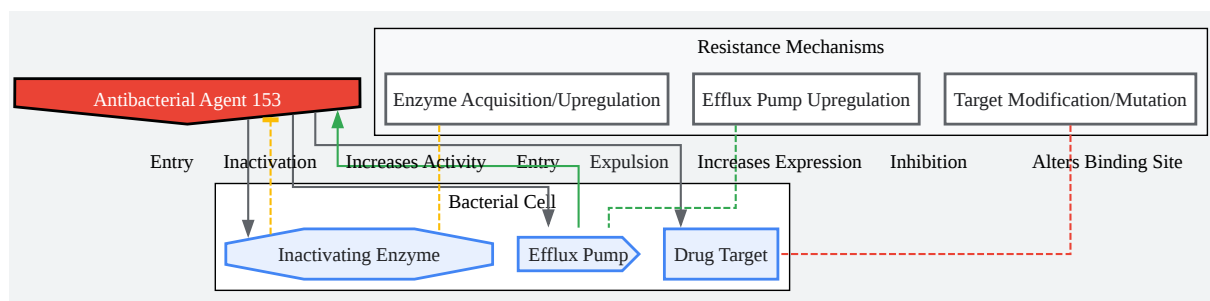 Resistance Mechanisms
Antibacterial Agent 153
Enzyme Acquisition/Upregulation
Efflux Pump Upregulation
Target Modification/Mutation
Entry
Inactivation
Increases Activity
Entry
Expulsion
Increases Expression
Inhibition
Alters Binding Site
Bacterial Cell
Inactivating Enzyme
Efflux Pump
Drug Target